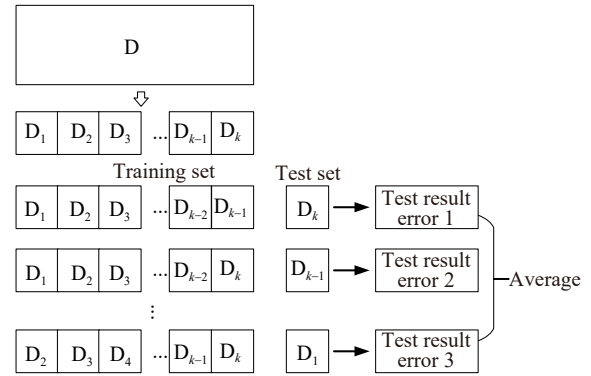 D
D₁ D₂ D₃ ... Dₖ₋₁ Dₖ
Training set Test set
D₁ D₂ D₃ ... Dₖ₋₂ Dₖ₋₁ Dₖ Test result
error 1
D₁ D₂ D₃ ... Dₖ₋₂ Dₖ Dₖ₋₁ Test result
error 2
Average
⋮
D₂ D₃ D₄ ... Dₖ₋₁ Dₖ D₁ Test result
error 3